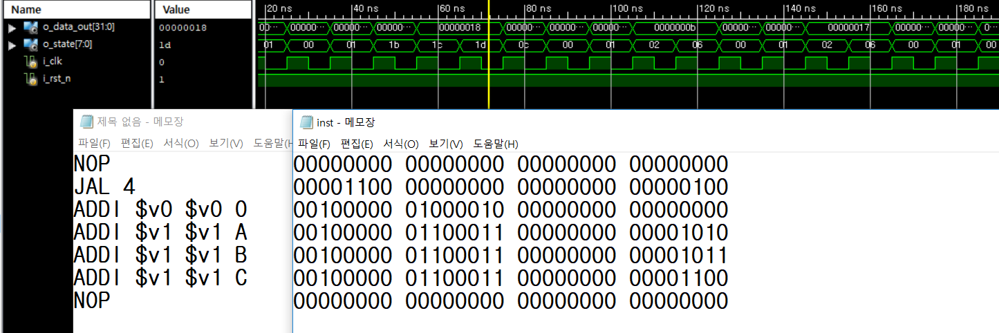 Name Value 20 ns 40 ns 60 ns 80 ns 100 ns 120 ns 140 ns 160 ns 180 ns
o_data_out[31:0] 00000018 00··· 00000··· 00000··· 00000··· 00000018 00000··· 00000··· 00000··· 0000000b 00000··· 00000··· 00000017 00000··· 00000··· 0···
o_state[7:0] 1d 01 00 01 1b 1c 1d 0c 00 01 02 06 00 01 02 06 00 01 00
i_clk 0
i_rst_n 1
제목 없음 - 메모장
파일(F) 편집(E) 서식(O) 보기(V) 도움말(H
NOP
JAL 4
ADDI $v0 $v0 0
ADDI $v1 $v1 A
ADDI $v1 $v1 B
ADDI $v1 $v1 C
NOP
inst - 메모장
파일(F) 편집(E) 서식(O) 보기(V) 도움말(H)
00000000 00000000 00000000 00000000
00001100 00000000 00000000 00000100
00100000 01000010 00000000 00000000
00100000 01100011 00000000 00001010
00100000 01100011 00000000 00001011
00100000 01100011 00000000 00001100
00000000 00000000 00000000 00000000